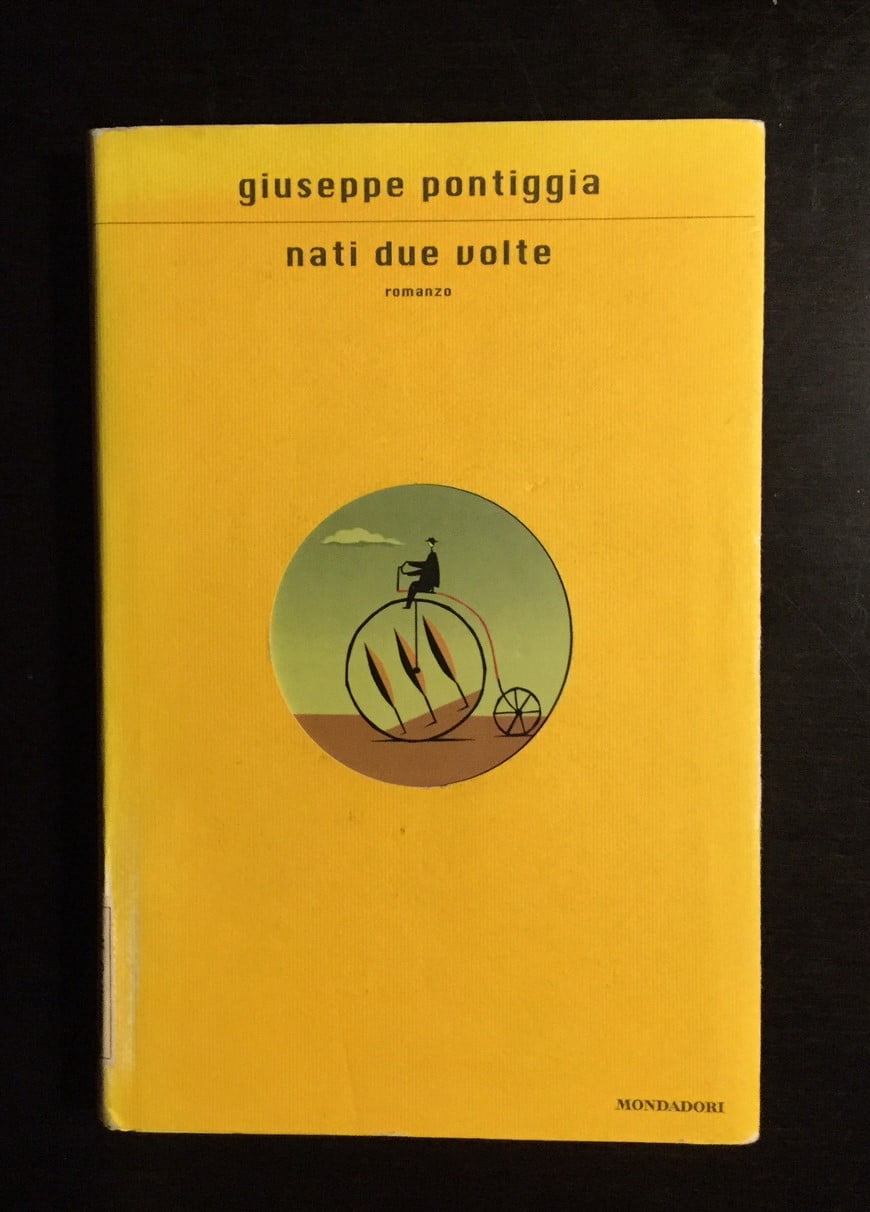 giuseppe pontiggia
nati due volte
romanzo
MONDADORI